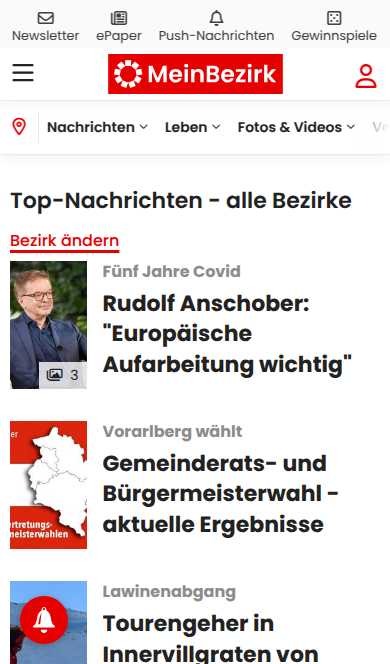 Newsletter ePaper Push-Nachrichten Gewinnspiele
MeinBezirk
Nachrichten Leben Fotos & Videos
Top-Nachrichten - alle Bezirke
Bezirk ändern
Fünf Jahre Covid
Rudolf Anschober:
"Europäische
Aufarbeitung wichtig"
3
Vorarlberg wählt
Gemeinderats- und
Bürgermeisterwahl -
aktuelle Ergebnisse
er
rtretungs-
neisterwahlen
Lawinenabgang
Tourengeher in
Innervillgraten von